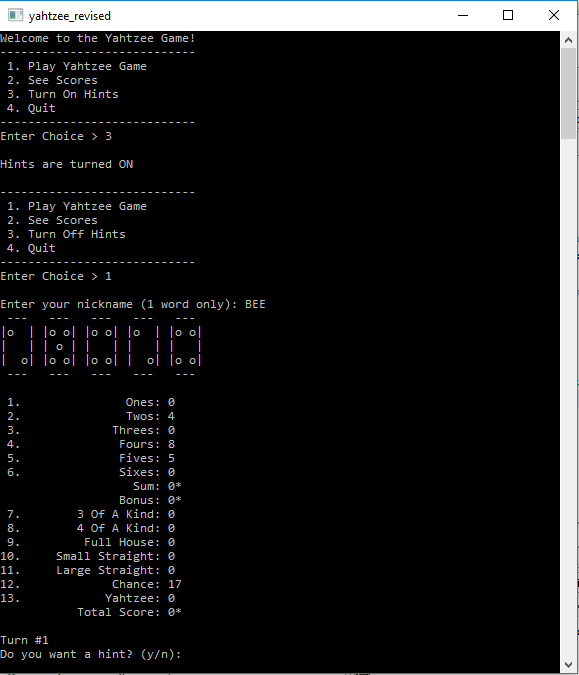 yahtzee_revised
Welcome to the Yahtzee Game!
----------------------------
 1. Play Yahtzee Game
 2. See Scores
 3. Turn On Hints
 4. Quit
----------------------------
Enter Choice > 3

Hints are turned ON

----------------------------
 1. Play Yahtzee Game
 2. See Scores
 3. Turn Off Hints
 4. Quit
----------------------------
Enter Choice > 1

Enter your nickname (1 word only): BEE
 ---   ---   ---   ---   ---
|o  | |o o| |o o| |o  | |o o|
|   | | o | |   | |   | |   |
|  o| |o o| |o o| |  o| |o o|
 ---   ---   ---   ---   ---

 1.               Ones: 0
 2.               Twos: 4
 3.             Threes: 0
 4.              Fours: 8
 5.              Fives: 5
 6.              Sixes: 0
                   Sum: 0*
                 Bonus: 0*
 7.        3 Of A Kind: 0
 8.        4 Of A Kind: 0
 9.         Full House: 0
10.     Small Straight: 0
11.     Large Straight: 0
12.             Chance: 17
13.            Yahtzee: 0
           Total Score: 0*

Turn #1
Do you want a hint? (y/n):